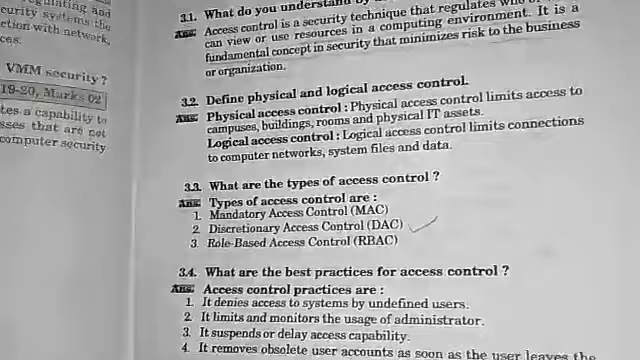 gulating and
curity systems the
ction with network,
ces.
VMM security ?
19-20, Marks 02
tes a capability to
sses that are not
computer security
3.1. What do you understand by
Ans. Access control is a security technique that regulates who
can view or use resources in a computing environment. It is a
fundamental concept in security that minimizes risk to the business
or organization.
3.2. Define physical and logical access control.
Ans. Physical access control : Physical access control limits access to
campuses, buildings, rooms and physical IT assets.
Logical access control : Logical access control limits connections
to computer networks, system files and data.
3.3. What are the types of access control ?
Ans. Types of access control are :
1. Mandatory Access Control (MAC)
2. Discretionary Access Control (DAC)
3. Role-Based Access Control (RBAC)
3.4. What are the best practices for access control ?
Ans. Access control practices are :
1. It denies access to systems by undefined users.
2. It limits and monitors the usage of administrator.
3. It suspends or delay access capability.
4. It removes obsolete user accounts as soon as the user leaves the